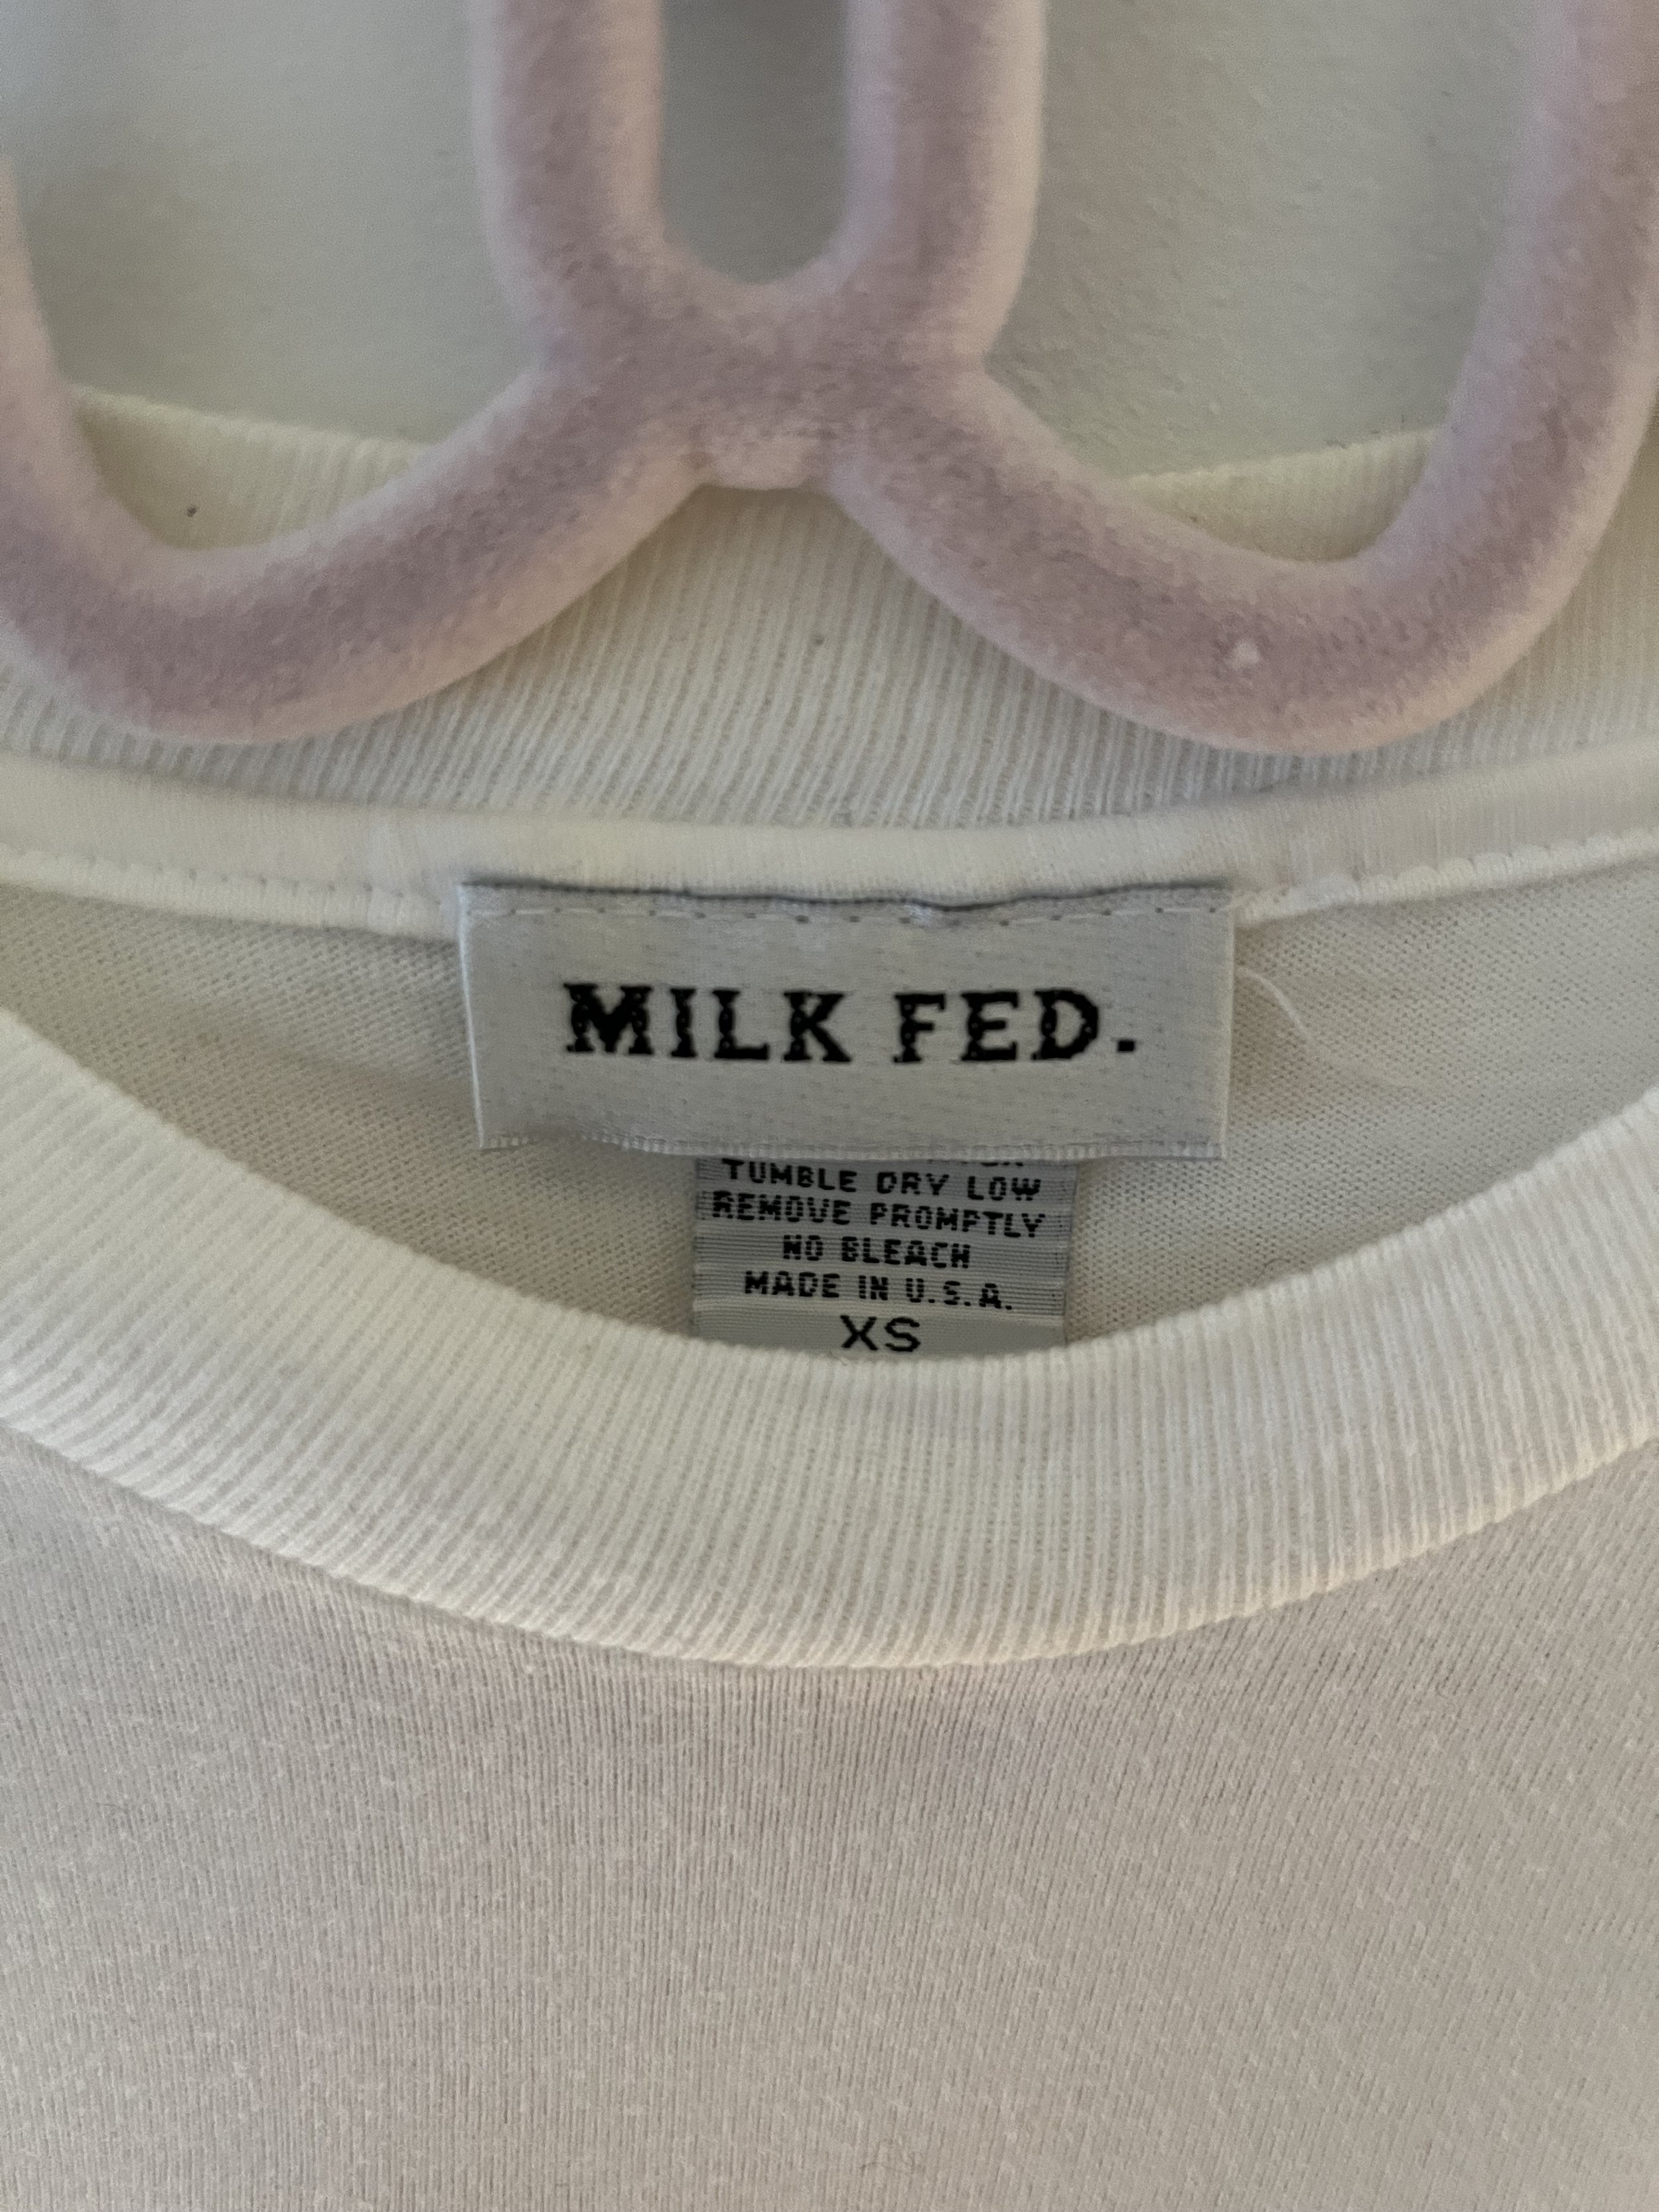 MILK FED.
TUMBLE DRY LOW
REMOVE PROMPTLY
NO BLEACH
MADE IN U.S.A.
XS